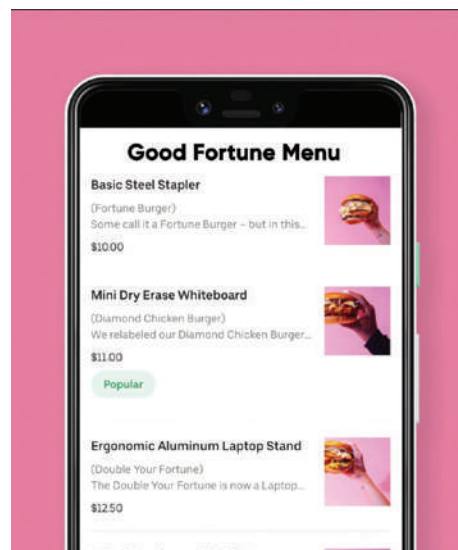 Good Fortune Menu
Basic Steel Stapler
(Fortune Burger)
Some call it a Fortune Burger – but in this...
$10.00
Mini Dry Erase Whiteboard
(Diamond Chicken Burger)
We relabeled our Diamond Chicken Burger...
$11.00
Popular
Ergonomic Aluminum Laptop Stand
(Double Your Fortune)
The Double Your Fortune is now a Laptop...
$12.50